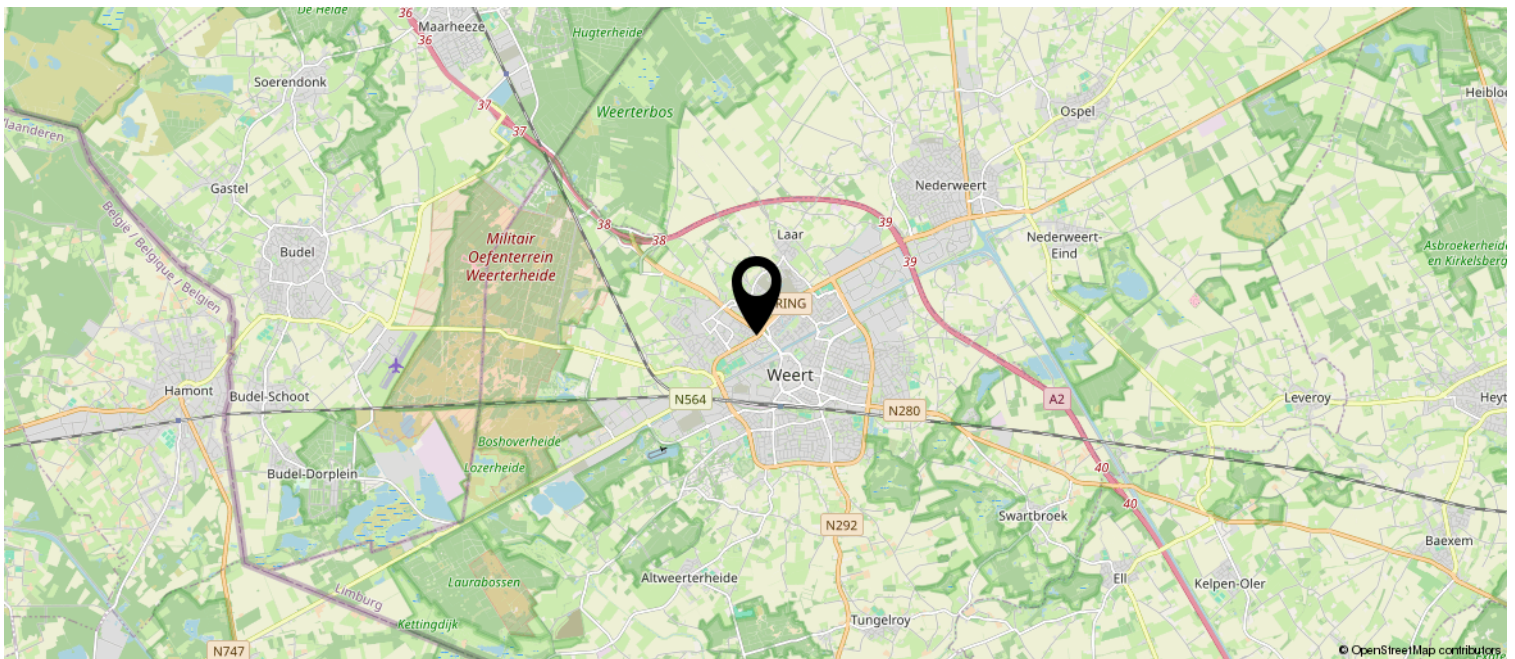 De Heide
36
Maarheeze
36
Hugterheide
Soerendonk
37
Weerterbos
Ospel
Heibloe
37
Vlaanderen
Gastel
Nederweert
België / Belgique / Belgien
38
38
39
Laar
Nederweert-
Eind
Budel
Militair
Oefenterrein
Weerterheide
39
Asbroekerheide
en Kirkelsberg
RING
Weert
Hamont
Budel-Schoot
N564
N280
A2
Leveroy
Heyt
Boshoverheide
Lozerheide
Budel-Dorplein
40
40
Swartbroek
N292
Baexem
Altweerterheide
Ell
Kelpen-Oler
Laurabossen
Limburg
Kettingdijk
Tungelroy
N747
© OpenStreetMap contributors